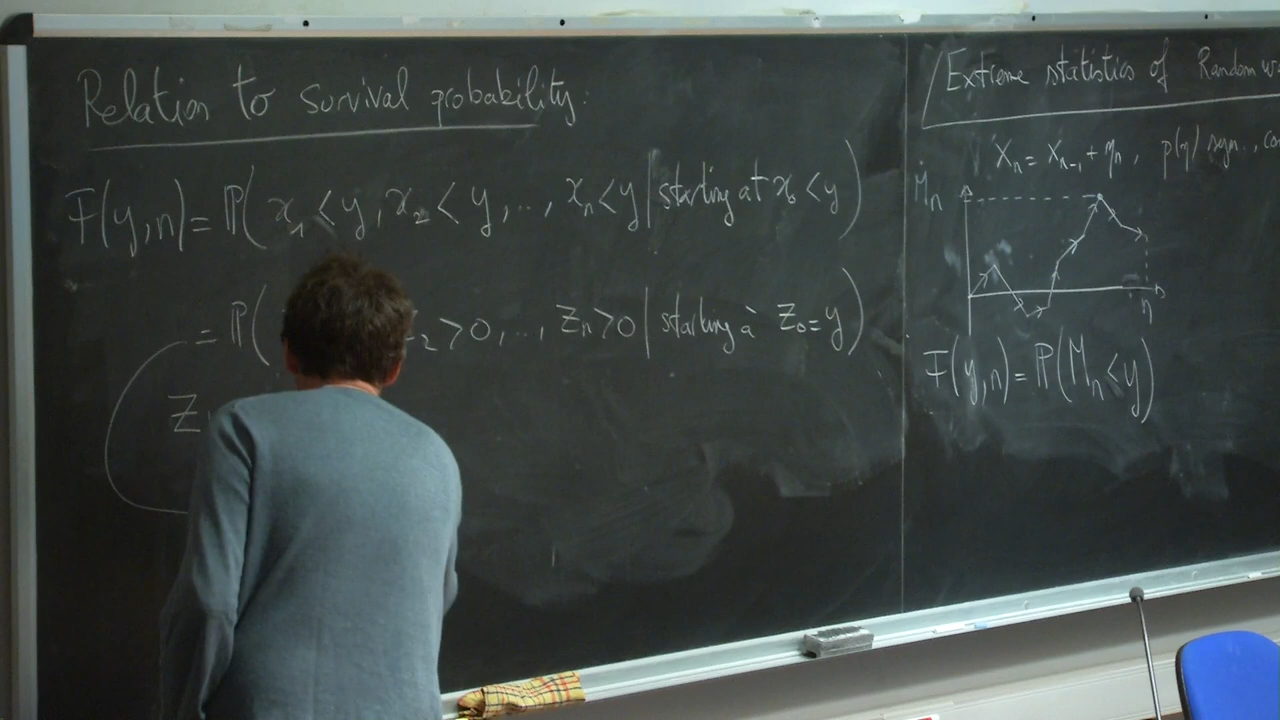 Relation to survival probability:
F(y,n) = ℙ( x₁ < y, x₂ < y, ..., xₙ < y | starting at x₀ < y )
= ℙ( ₂ > 0, ..., Zₙ > 0 | starting à Z₀ = y )
Z
Extreme statistics of Random
Xₙ = Xₙ₋₁ + ηₙ, p(η) sym.,
Mₙ
n
F(y,n) = ℙ( Mₙ < y )